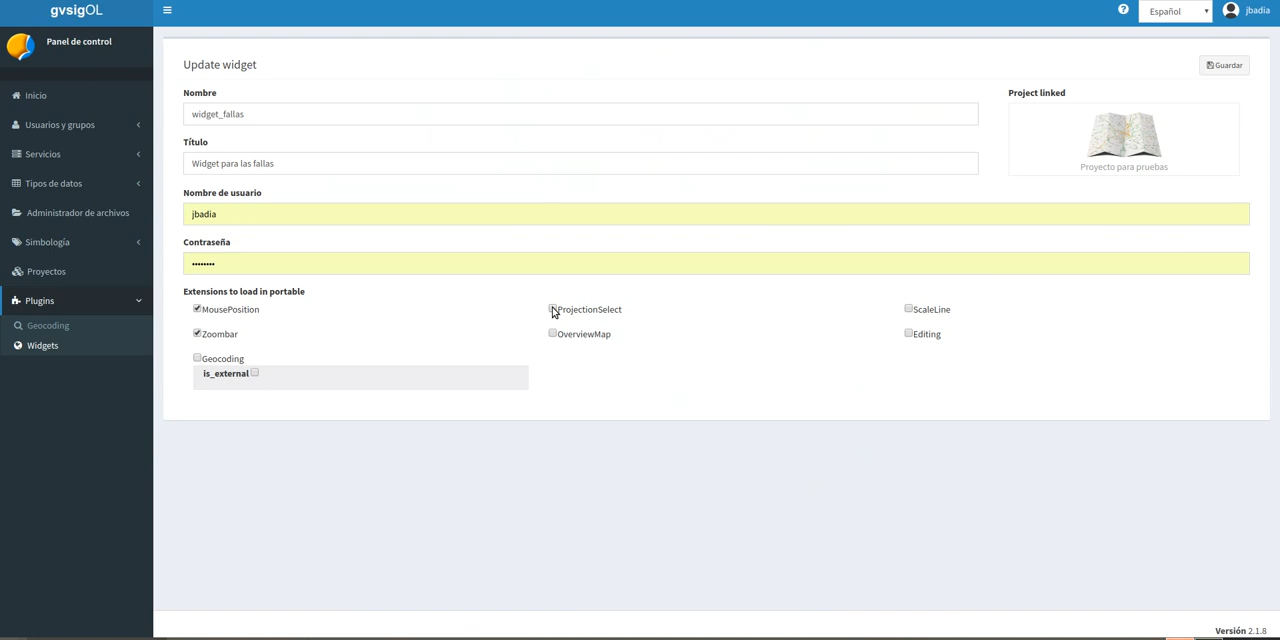 gvsigOL
Español
jbadia
Panel de control
Inicio
Usuarios y grupos
Servicios
Tipos de datos
Administrador de archivos
Simbología
Proyectos
Plugins
Geocoding
Widgets
Update widget
Guardar
Nombre
widget_fallas
Project linked
Proyecto para pruebas
Título
Widget para las fallas
Nombre de usuario
jbadia
Contraseña
••••••••
Extensions to load in portable
MousePosition
ProjectionSelect
ScaleLine
Zoombar
OverviewMap
Editing
Geocoding
is_external
Versión 2.1.8